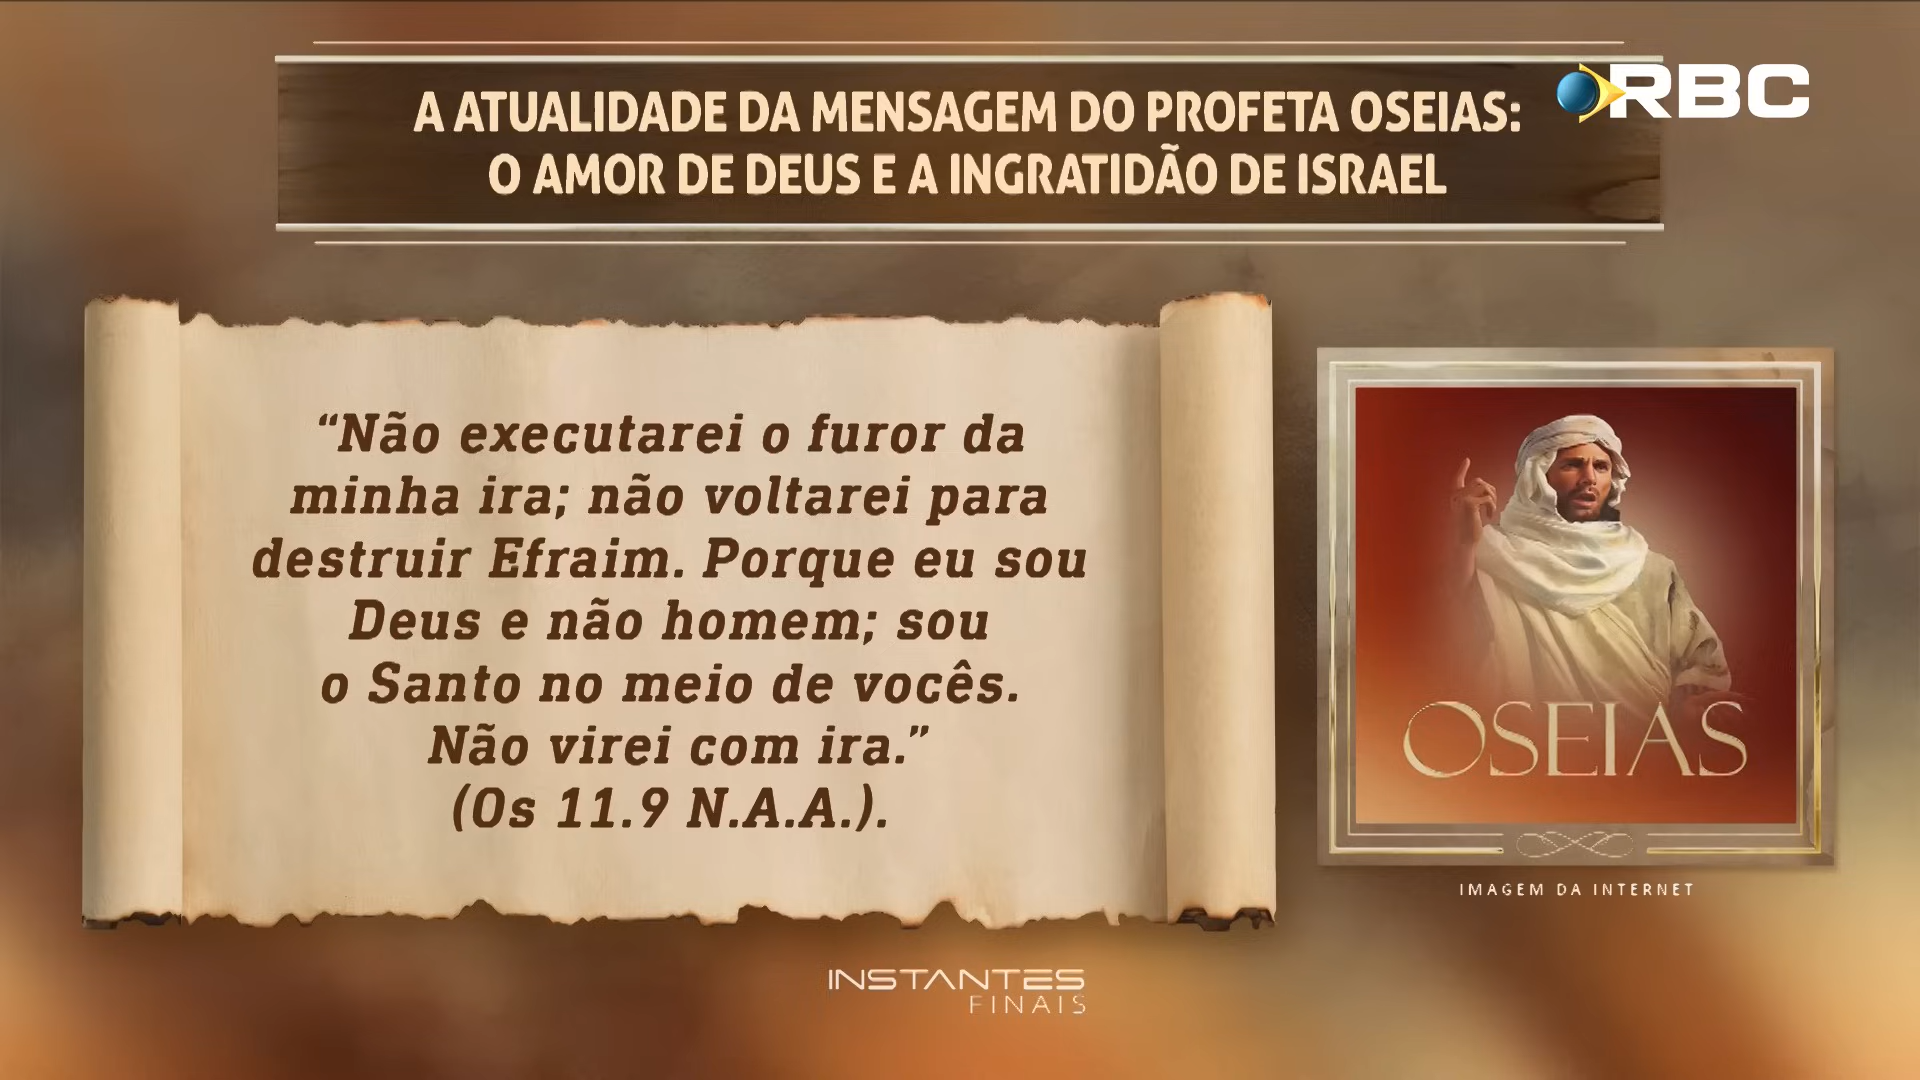 A ATUALIDADE DA MENSAGEM DO PROFETA OSEIAS:
O AMOR DE DEUS E A INGRATIDÃO DE ISRAEL
RBC
“Não executarei o furor da
minha ira; não voltarei para
destruir Efraim. Porque eu sou
Deus e não homem; sou
o Santo no meio de vocês.
Não virei com ira.”
(Os 11.9 N.A.A.).
OSEIAS
IMAGEM DA INTERNET
INSTANTES
FINAIS